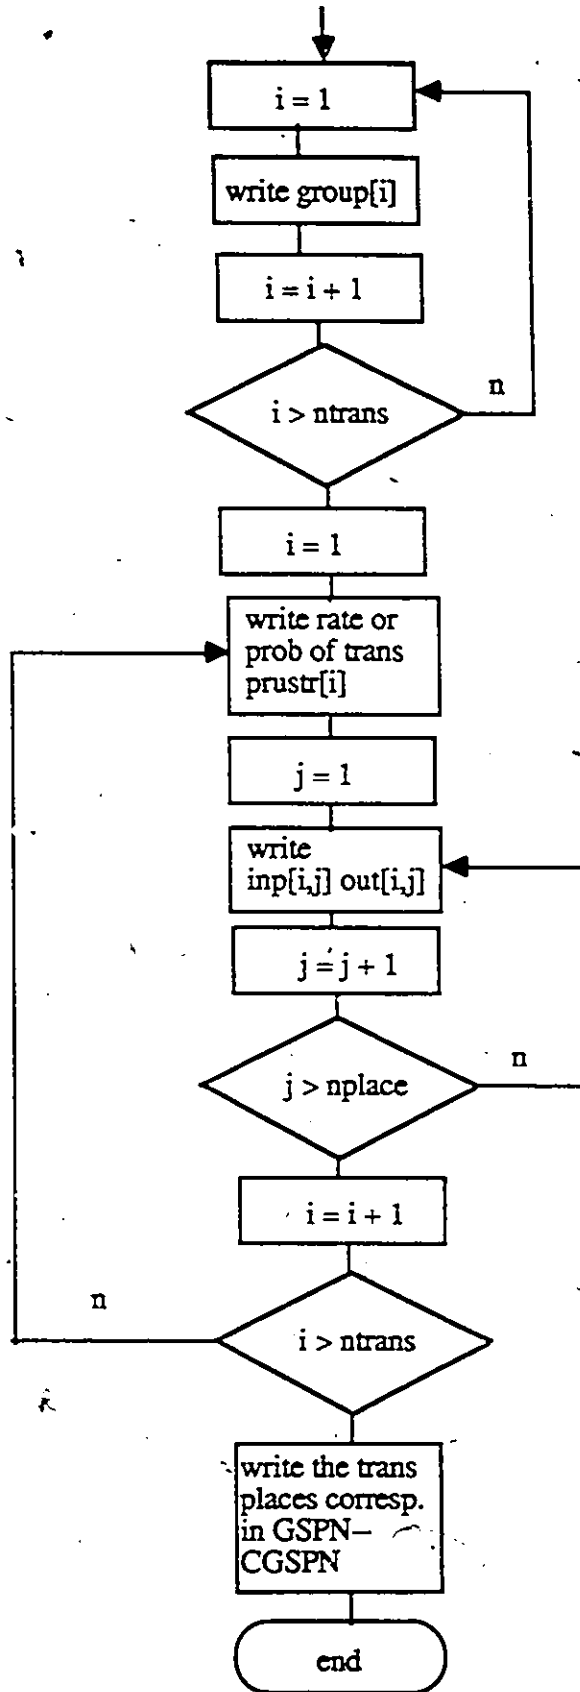 i = 1
write group[i]
i = i + 1
n
i > ntrans
i = 1
write rate or
prob of trans
prustr[i]
j = 1
write
inp[i,j] out[i,j]
j = j + 1
n
j > nplace
i = i + 1
n
i > ntrans
write the trans
places corresp.
in GSPN–
CGSPN
end